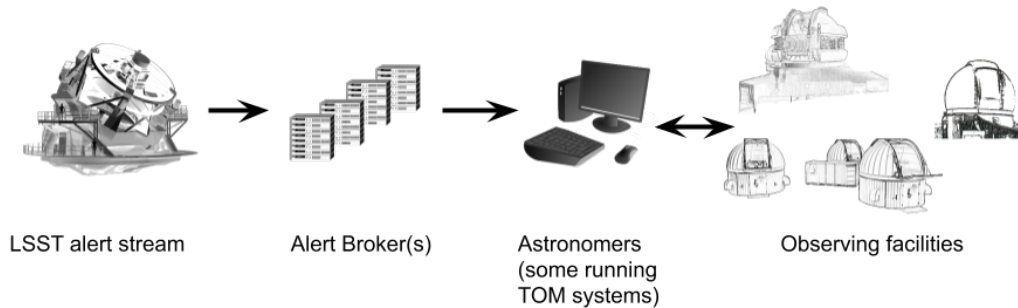 LSST alert stream
Alert Broker(s)
Astronomers
(some running
TOM systems)
Observing facilities